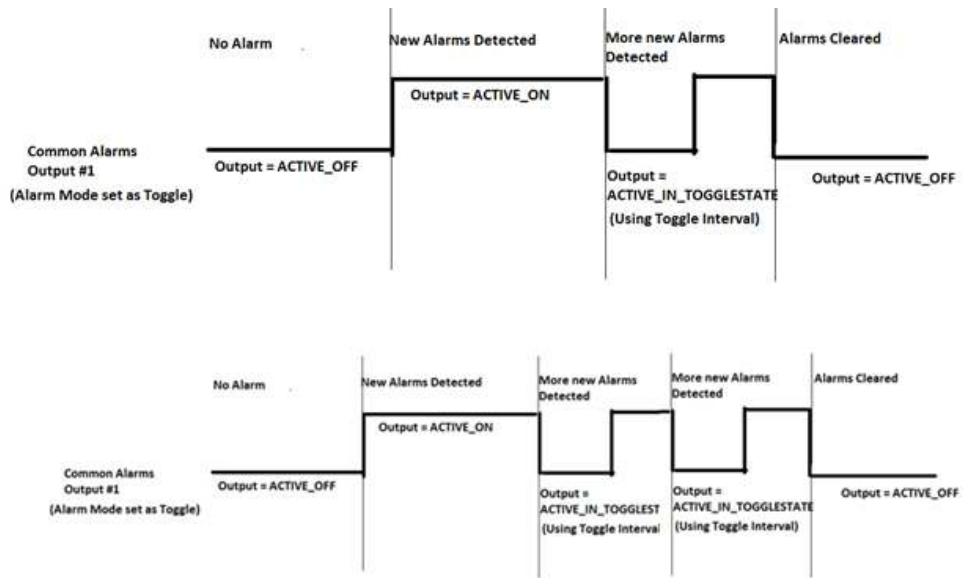 No Alarm
New Alarms Detected
More new Alarms
Detected
Alarms Cleared
Output = ACTIVE_ON
Common Alarms
Output #1
(Alarm Mode set as Toggle)
Output = ACTIVE_OFF
Output =
ACTIVE_IN_TOGGLESTATE
(Using Toggle Interval)
Output = ACTIVE_OFF
No Alarm
New Alarms Detected
More new Alarms
Detected
More new Alarms
Detected
Alarms Cleared
Output = ACTIVE_ON
Common Alarms
Output #1
(Alarm Mode set as Toggle)
Output = ACTIVE_OFF
Output =
ACTIVE_IN_TOGGLEST
(Using Toggle Interval
Output =
ACTIVE_IN_TOGGLESTATE
(Using Toggle Interval)
Output = ACTIVE_OFF